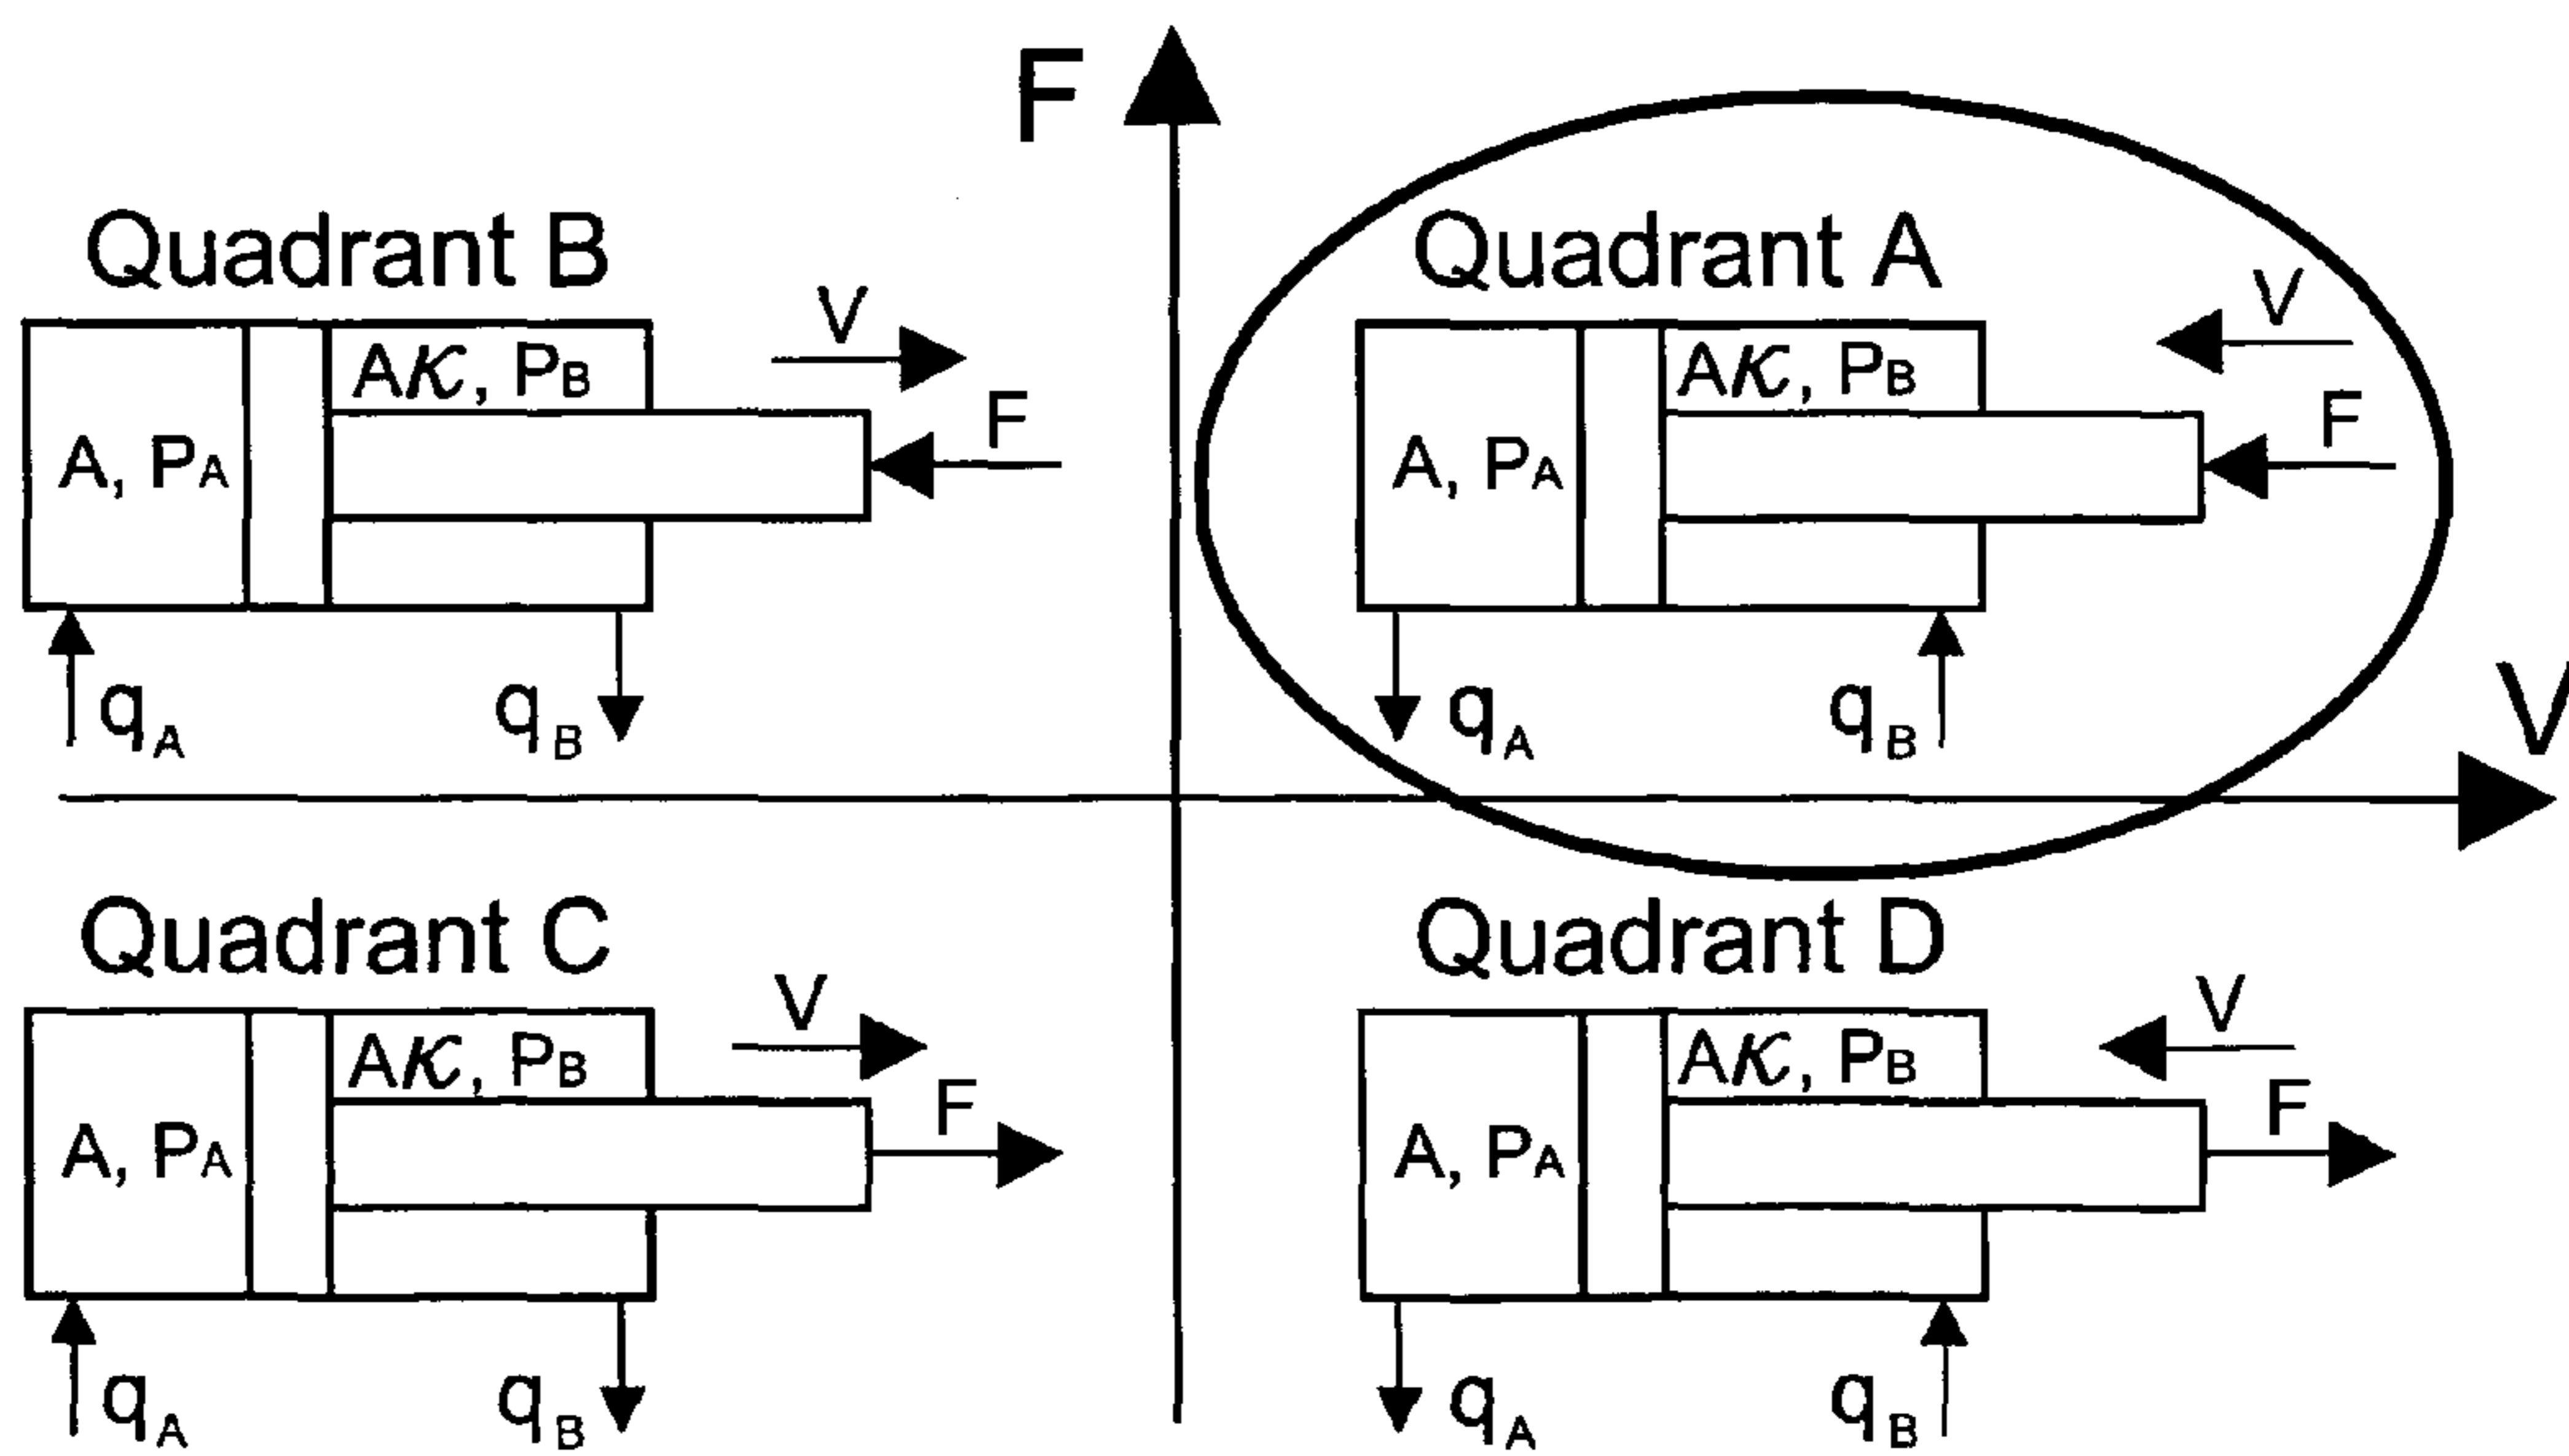 F
Quadrant B
V
A𝒦, PB
F
A, PA
qA
qB
Quadrant A
V
A𝒦, PB
F
A, PA
qA
qB
V
Quadrant C
V
A𝒦, PB
F
A, PA
qA
qB
Quadrant D
V
A𝒦, PB
F
A, PA
qA
qB